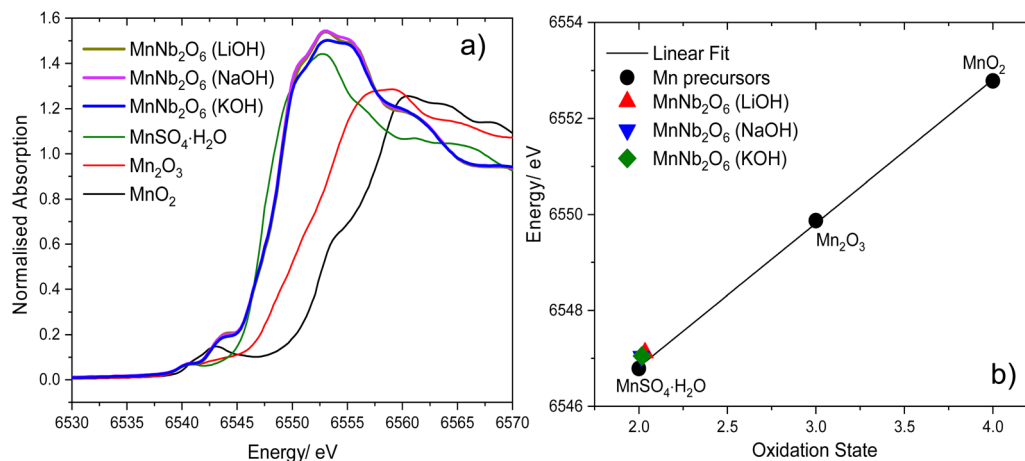 a)
MnNb₂O₆ (LiOH)
MnNb₂O₆ (NaOH)
MnNb₂O₆ (KOH)
MnSO₄·H₂O
Mn₂O₃
MnO₂
Normalised Absorption
1.6
1.4
1.2
1.0
0.8
0.6
0.4
0.2
0.0
6530 6535 6540 6545 6550 6555 6560 6565 6570
Energy/ eV
Linear Fit
Mn precursors
MnNb₂O₆ (LiOH)
MnNb₂O₆ (NaOH)
MnNb₂O₆ (KOH)
MnO₂
Mn₂O₃
MnSO₄·H₂O
b)
Energy/ eV
6554
6552
6550
6548
6546
2.0 2.5 3.0 3.5 4.0
Oxidation State